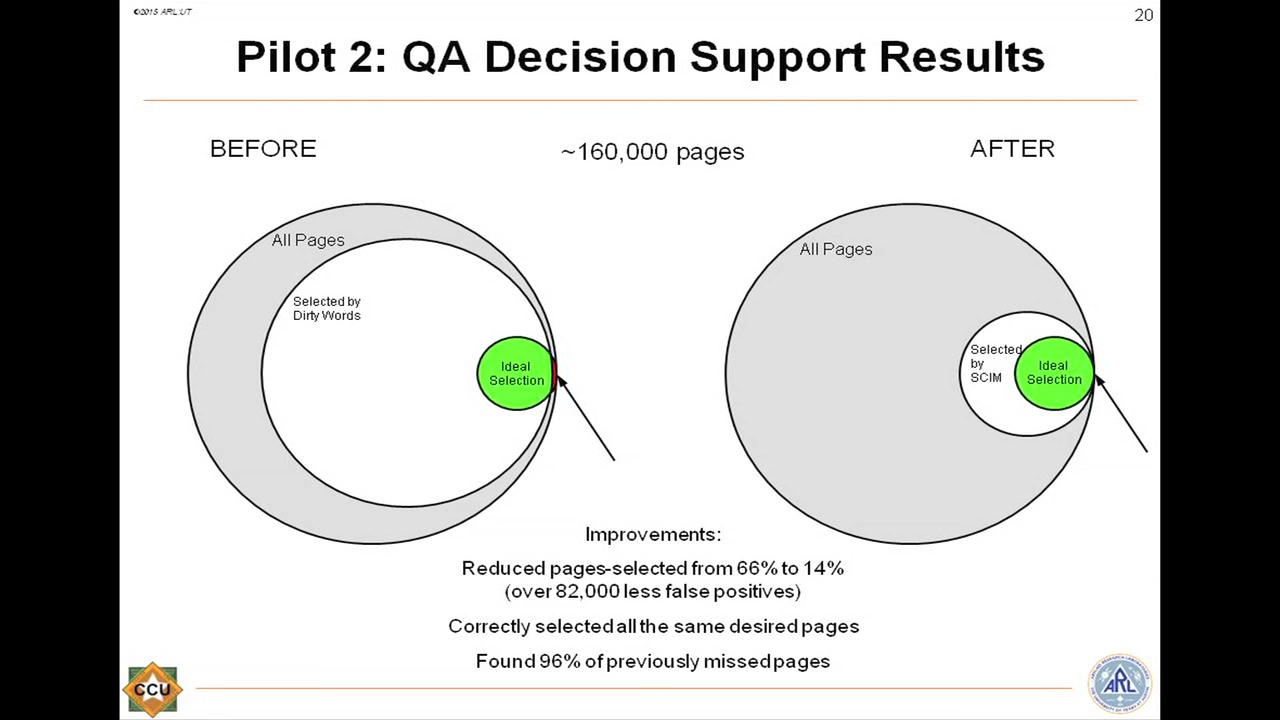 ©2015 ARL:UT
20
Pilot 2: QA Decision Support Results
BEFORE
~160,000 pages
AFTER
All Pages
Selected by
Dirty Words
Ideal
Selection
All Pages
Selected
by
SCIM
Ideal
Selection
Improvements:
Reduced pages-selected from 66% to 14%
(over 82,000 less false positives)
Correctly selected all the same desired pages
Found 96% of previously missed pages
CCU
ARL